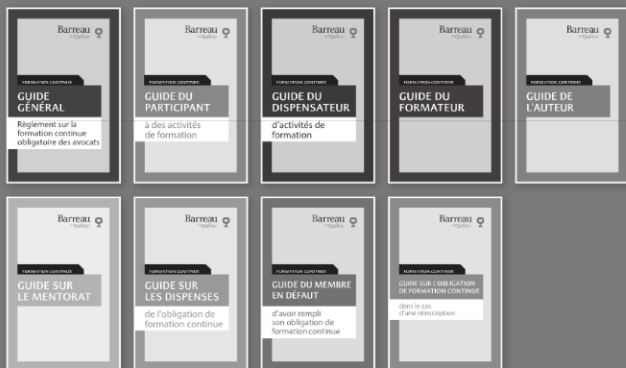 Barreau
du Québec
FORMATION CONTINUE
GUIDE
GÉNÉRAL
Règlement sur la
formation continue
obligatoire des avocats
Barreau
du Québec
FORMATION CONTINUE
GUIDE DU
PARTICIPANT
à des activités
de formation
Barreau
du Québec
FORMATION CONTINUE
GUIDE DU
DISPENSATEUR
d'activités de
formation
Barreau
du Québec
FORMATION CONTINUE
GUIDE DU
FORMATEUR
Barreau
du Québec
FORMATION CONTINUE
GUIDE DE
L'AUTEUR
Barreau
du Québec
FORMATION CONTINUE
GUIDE SUR
LE MENTORAT
Barreau
du Québec
FORMATION CONTINUE
GUIDE SUR
LES DISPENSES
de l'obligation de
formation continue
Barreau
du Québec
FORMATION CONTINUE
GUIDE DU MEMBRE
EN DÉFAUT
d'avoir rempli
son obligation de
formation continue
Barreau
du Québec
FORMATION CONTINUE
GUIDE SUR L'OBLIGATION
DE FORMATION CONTINUE
dans le cas
d'une réinscription